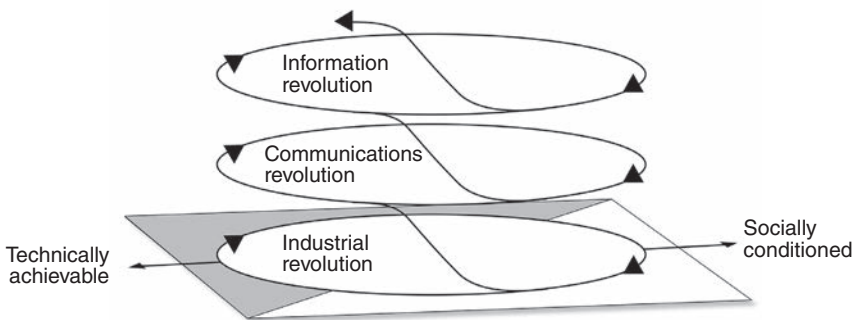 Information
revolution
Communications
revolution
Industrial
revolution
Technically
achievable
Socially
conditioned